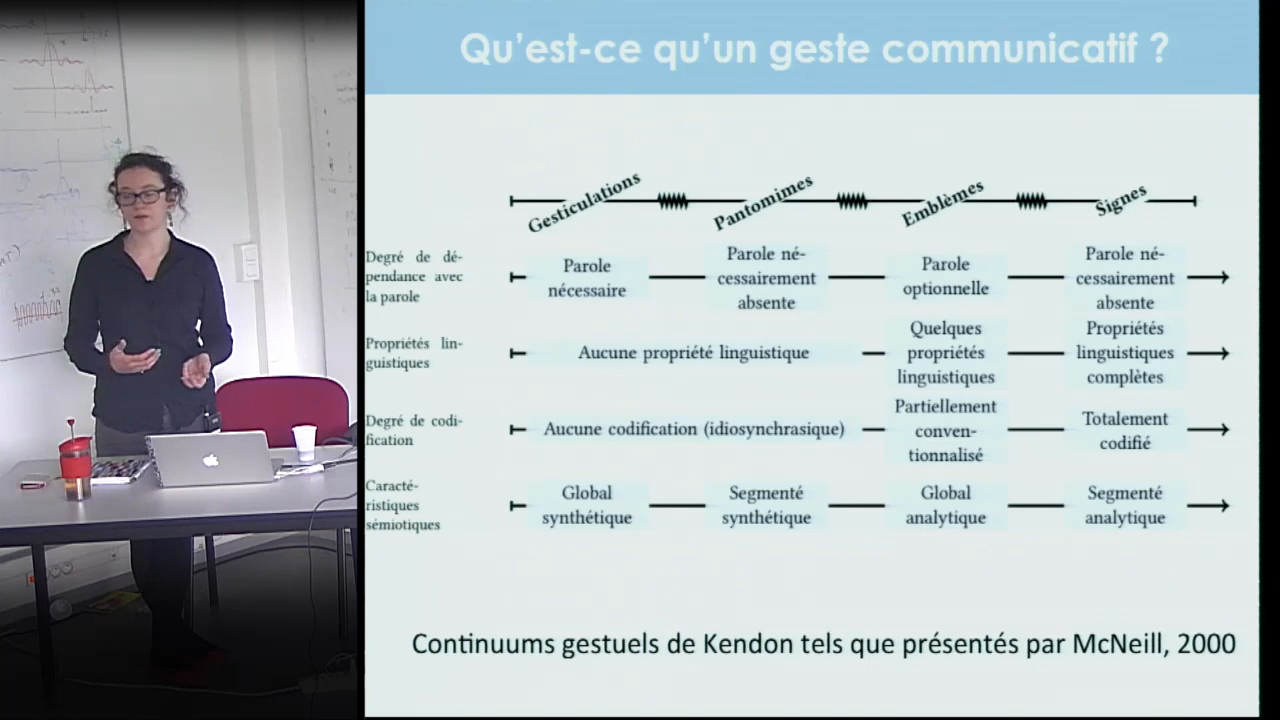 Qu'est-ce qu'un geste communicatif ?
Gesticulations
Pantomimes
Emblèmes
Signes
Degré de dé-
pendance avec
la parole
Parole
nécessaire
Parole né-
cessairement
absente
Parole
optionnelle
Parole né-
cessairement
absente
Propriétés lin-
guistiques
Aucune propriété linguistique
Quelques
propriétés
linguistiques
Propriétés
linguistiques
complètes
Degré de codi-
fication
Aucune codification (idiosynchrasique)
Partiellement
conven-
tionnalisé
Totalement
codifié
Caracté-
ristiques
sémiotiques
Global
synthétique
Segmenté
synthétique
Global
analytique
Segmenté
analytique
Continuums gestuels de Kendon tels que présentés par McNeill, 2000